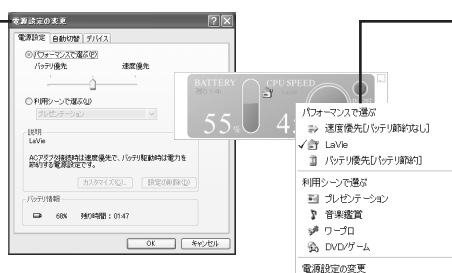 電源設定の変更
電源設定 自動切替 デバイス
パフォーマンスで選ぶ(P)
バッテリ優先 速度優先
利用シーンで選ぶ(U)
プレゼンテーション
説明
LaVie
ACアダプタ接続時は速度優先で、バッテリ駆動時は電力を
節約する電源設定です。
カスタマイズ(C)... 設定の削除(D)
バッテリ情報
68% 残り時間 : 01:47
OK キャンセル
BATTERY CPU SPEED
55%
パフォーマンスで選ぶ
速度優先[バッテリ節約なし]
LaVie
バッテリ優先[バッテリ節約]
利用シーンで選ぶ
プレゼンテーション
音楽鑑賞
ワープロ
DVD/ゲーム
電源設定の変更